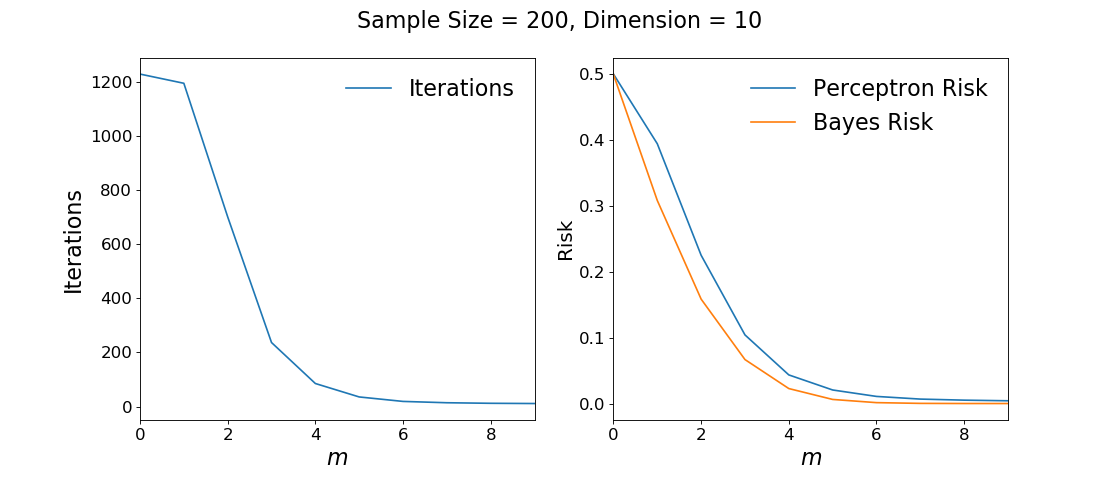 Sample Size = 200, Dimension = 10
Iterations
1200
1000
800
600
400
200
0
Iterations
0 2 4 6 8
m
Risk
0.5
0.4
0.3
0.2
0.1
0.0
Perceptron Risk
Bayes Risk
0 2 4 6 8
m